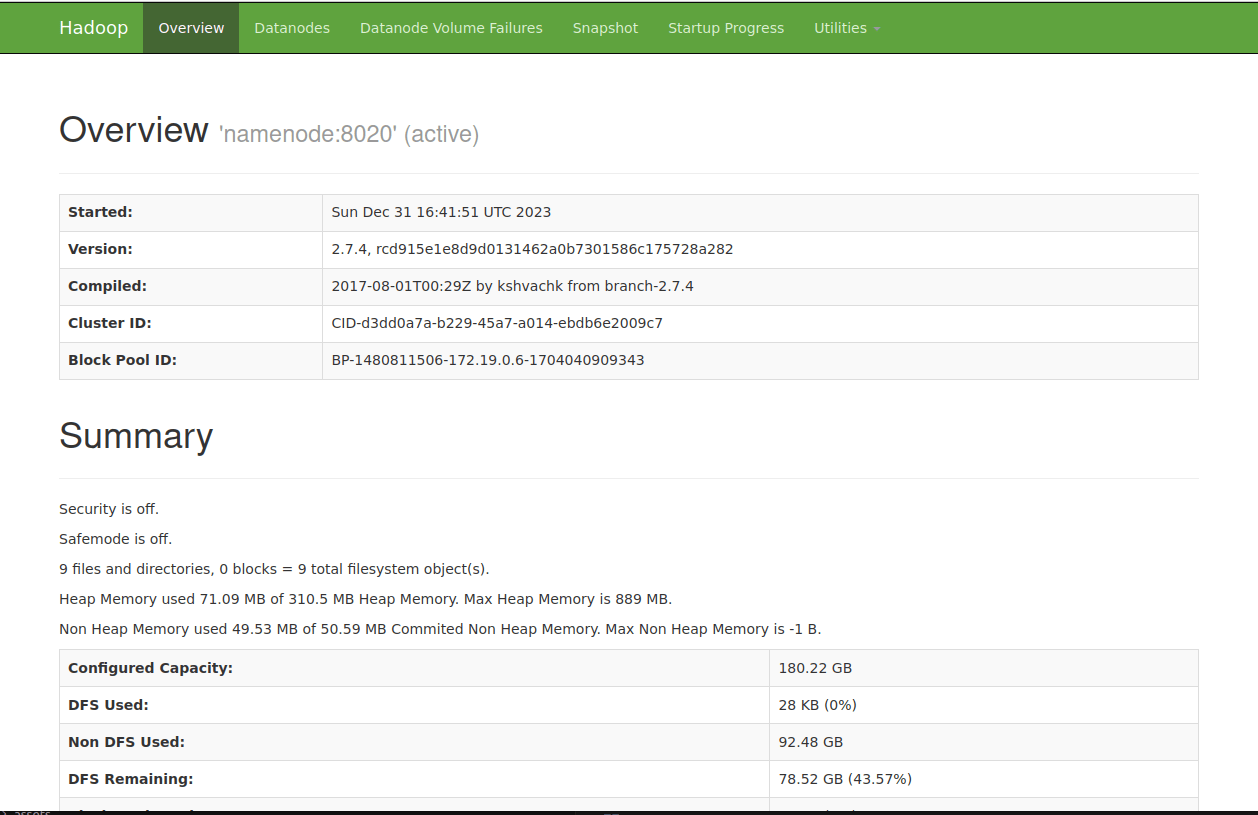 Hadoop Overview Datanodes Datanode Volume Failures Snapshot Startup Progress Utilities
Overview 'namenode:8020' (active)
Started: Sun Dec 31 16:41:51 UTC 2023
Version: 2.7.4, rcd915e1e8d9d0131462a0b7301586c175728a282
Compiled: 2017-08-01T00:29Z by kshvachk from branch-2.7.4
Cluster ID: CID-d3dd0a7a-b229-45a7-a014-ebdb6e2009c7
Block Pool ID: BP-1480811506-172.19.0.6-1704040909343
Summary
Security is off.
Safemode is off.
9 files and directories, 0 blocks = 9 total filesystem object(s).
Heap Memory used 71.09 MB of 310.5 MB Heap Memory. Max Heap Memory is 889 MB.
Non Heap Memory used 49.53 MB of 50.59 MB Commited Non Heap Memory. Max Non Heap Memory is -1 B.
Configured Capacity: 180.22 GB
DFS Used: 28 KB (0%)
Non DFS Used: 92.48 GB
DFS Remaining: 78.52 GB (43.57%)